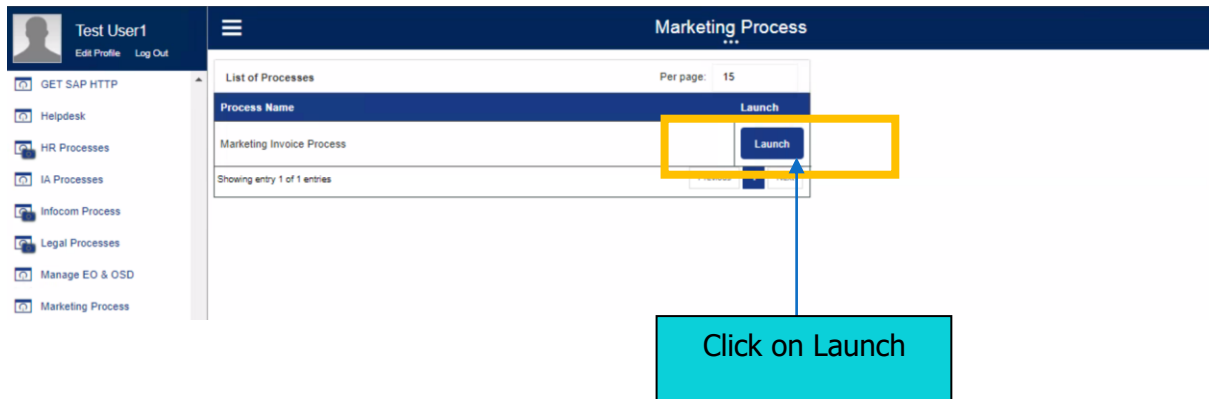 Test User1
Edit Profile Log Out
Marketing Process
GET SAP HTTP
Helpdesk
HR Processes
IA Processes
Infocom Process
Legal Processes
Manage EO & OSD
Marketing Process
List of Processes Per page: 15
Process Name Launch
Marketing Invoice Process Launch
Showing entry 1 of 1 entries
Click on Launch